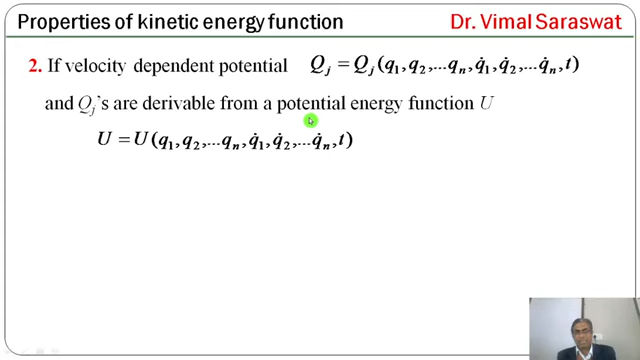 Properties of kinetic energy function Dr. Vimal Saraswat
2. If velocity dependent potential Q_j = Q_j(q_1, q_2, ...q_n, q̇_1, q̇_2, ...q̇_n, t)
and Q_j's are derivable from a potential energy function U
U = U(q_1, q_2, ...q_n, q̇_1, q̇_2, ...q̇_n, t)